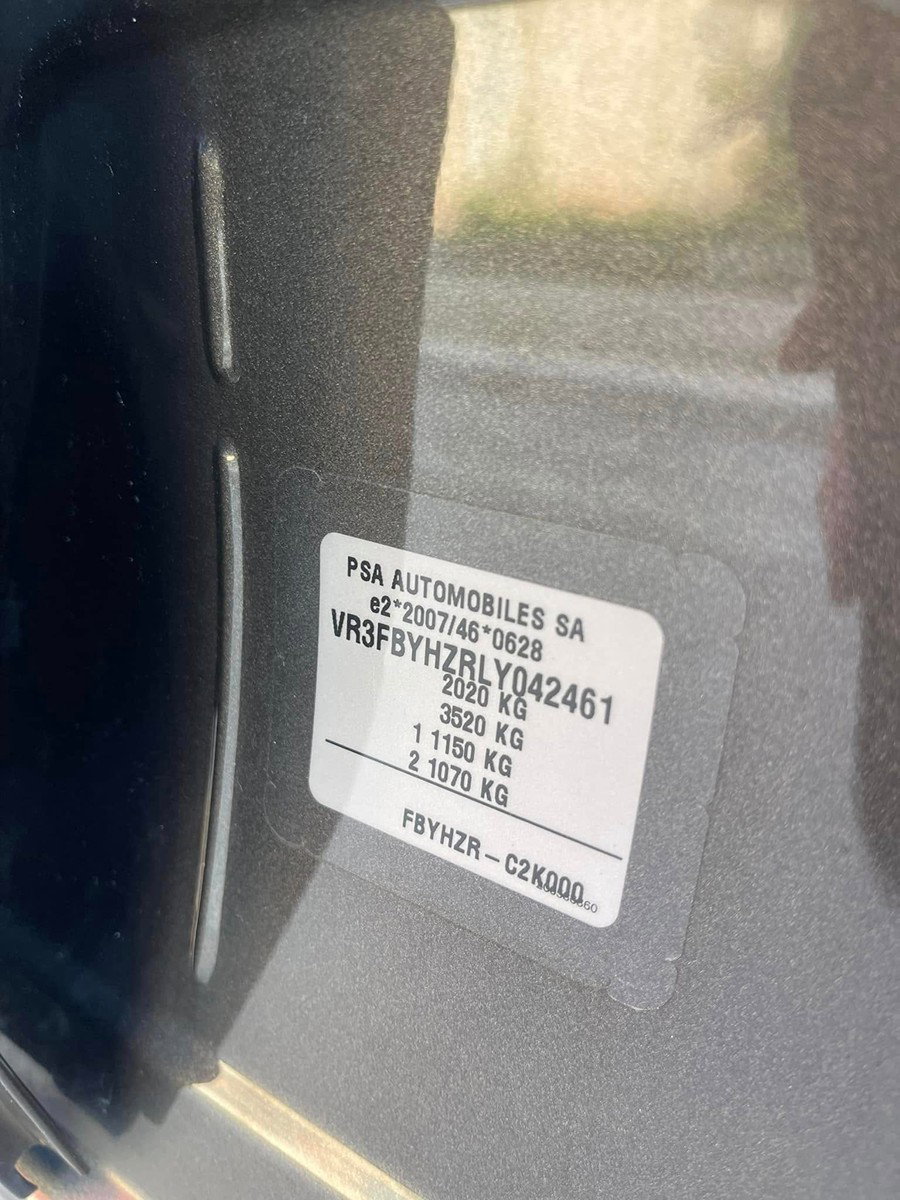 PSA AUTOMOBILES SA
e2*2007/46*0628
VR3FBYHZRLY042461
2020 KG
3520 KG
1 1150 KG
2 1070 KG
FBYHZR – C2K000